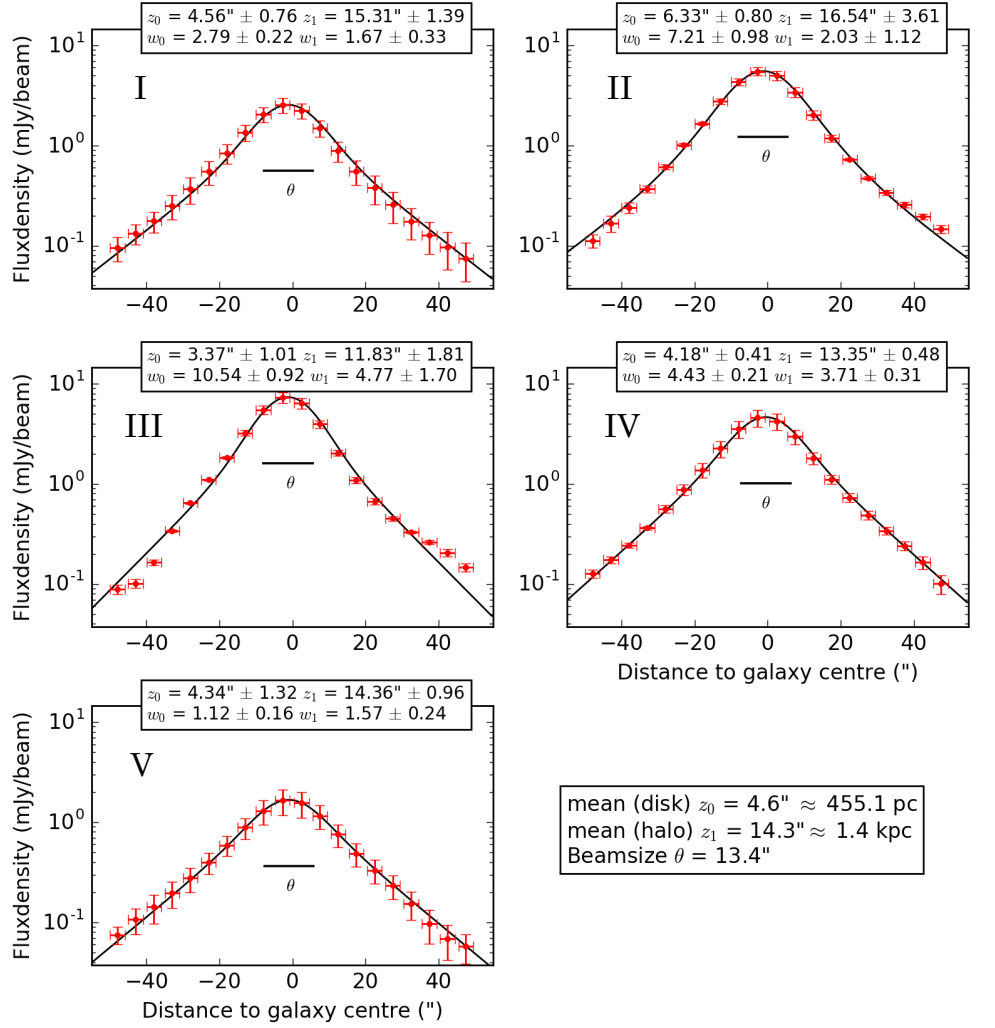 z₀ = 4.56" ± 0.76 z₁ = 15.31" ± 1.39
w₀ = 2.79 ± 0.22 w₁ = 1.67 ± 0.33
I
Fluxdensity (mJy/beam)
10¹
10⁰
10⁻¹
θ
−40 −20 0 20 40
z₀ = 6.33" ± 0.80 z₁ = 16.54" ± 3.61
w₀ = 7.21 ± 0.98 w₁ = 2.03 ± 1.12
II
10¹
10⁰
10⁻¹
θ
−40 −20 0 20 40
z₀ = 3.37" ± 1.01 z₁ = 11.83" ± 1.81
w₀ = 10.54 ± 0.92 w₁ = 4.77 ± 1.70
III
Fluxdensity (mJy/beam)
10¹
10⁰
10⁻¹
θ
−40 −20 0 20 40
z₀ = 4.18" ± 0.41 z₁ = 13.35" ± 0.48
w₀ = 4.43 ± 0.21 w₁ = 3.71 ± 0.31
IV
10¹
10⁰
10⁻¹
θ
−40 −20 0 20 40
Distance to galaxy centre (")
z₀ = 4.34" ± 1.32 z₁ = 14.36" ± 0.96
w₀ = 1.12 ± 0.16 w₁ = 1.57 ± 0.24
V
Fluxdensity (mJy/beam)
10¹
10⁰
10⁻¹
θ
−40 −20 0 20 40
Distance to galaxy centre (")
mean (disk) z₀ = 4.6" ≈ 455.1 pc
mean (halo) z₁ = 14.3" ≈ 1.4 kpc
Beamsize θ = 13.4"